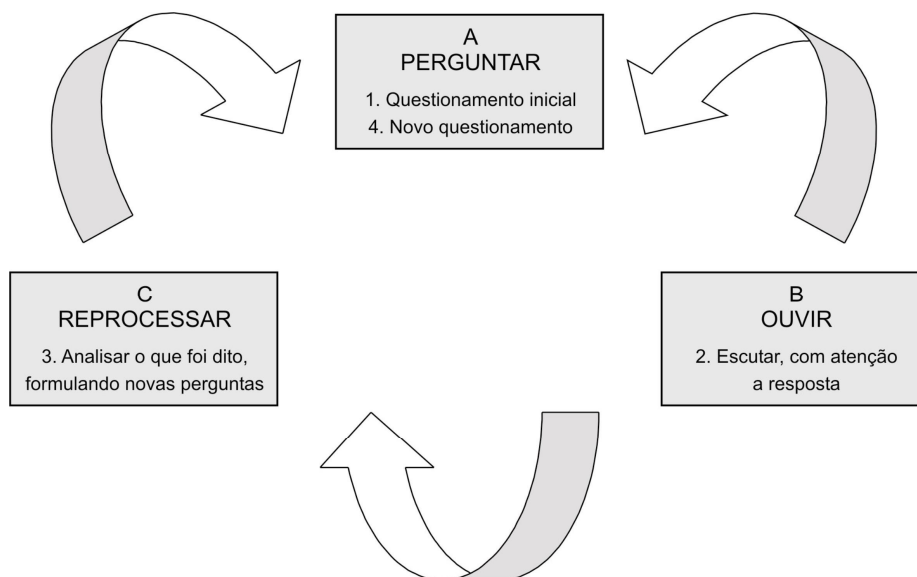 A
PERGUNTAR
1. Questionamento inicial
4. Novo questionamento
C
REPROCESSAR
3. Analisar o que foi dito,
formulando novas perguntas
B
OUVIR
2. Escutar, com atenção
a resposta